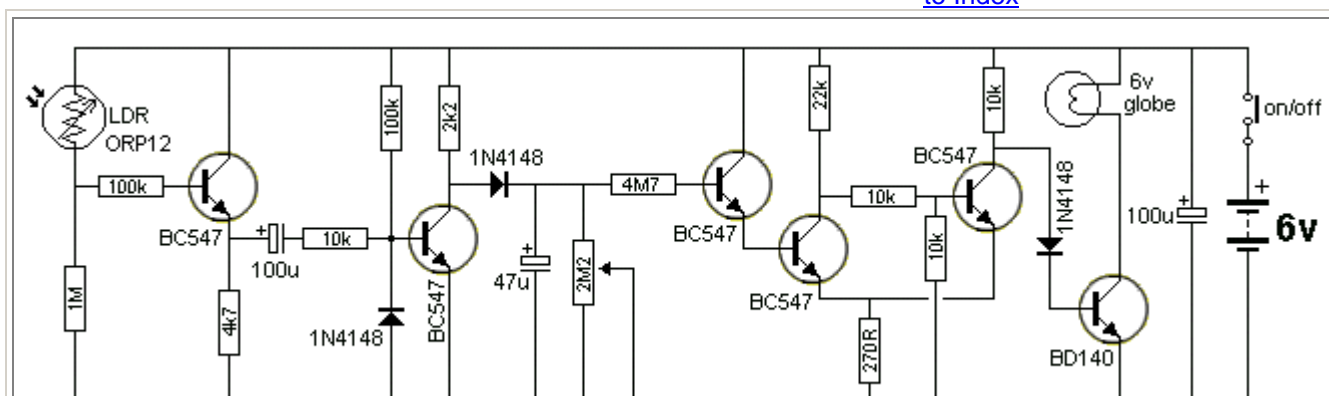 to Index
LDR
ORP12
100k
1M
BC547
4k7
+
100u
10k
1N4148
100k
2k2
BC547
1N4148
+
47u
2M2
4M7
BC547
BC547
22k
10k
10k
BC547
270R
10k
1N4148
6v
globe
BD140
100u
+
on/off
+
6v